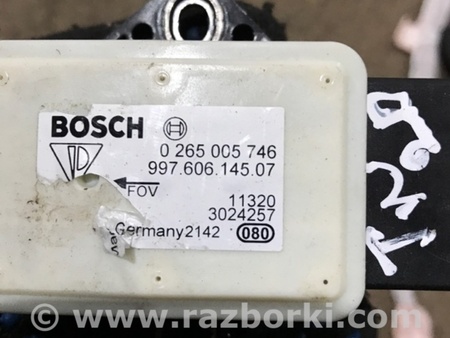 BOSCH 0 265 005 746
997.606.145.07
FOV
11320
3024257
Germany2142 080
www.razborki.com